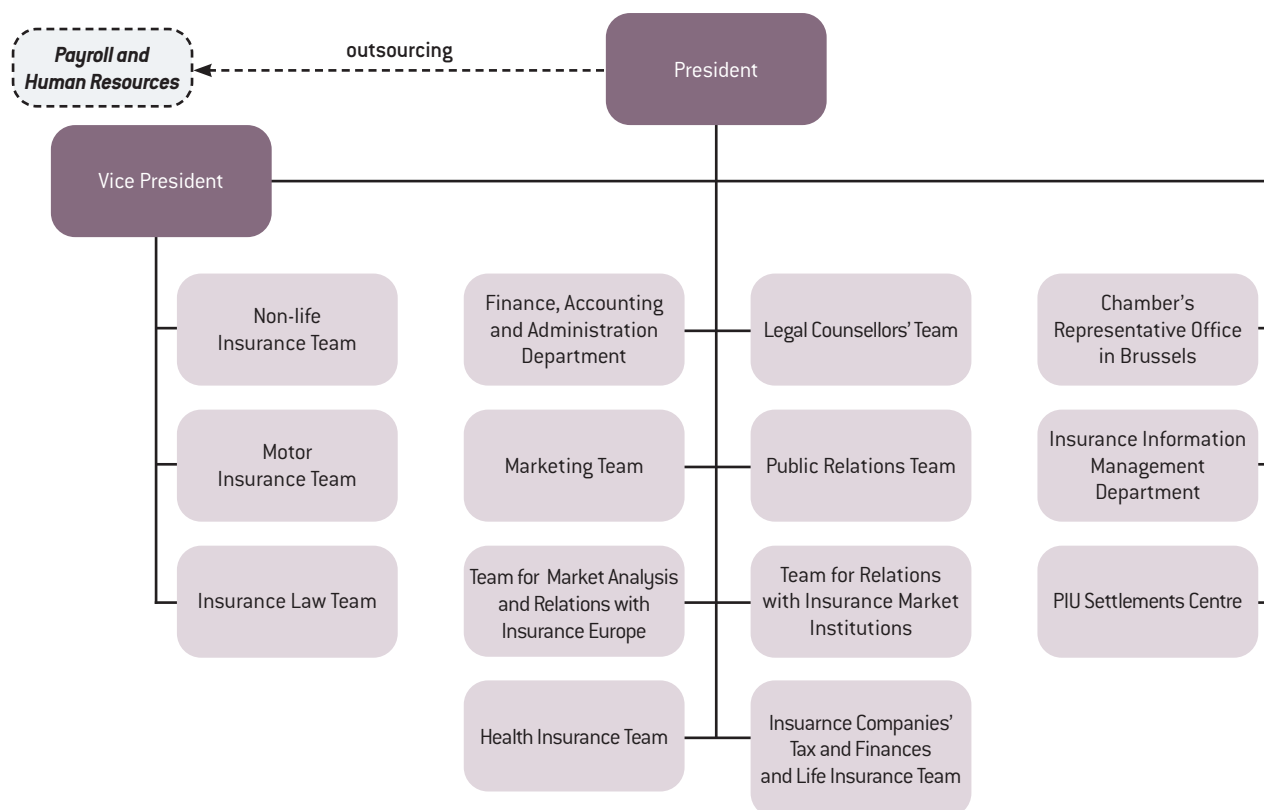 Payroll and
Human Resources
outsourcing
President
Vice President
Non-life
Insurance Team
Finance, Accounting
and Administration
Department
Legal Counsellors’ Team
Chamber’s
Representative Office
in Brussels
Motor
Insurance Team
Marketing Team
Public Relations Team
Insurance Information
Management
Department
Insurance Law Team
Team for Market Analysis
and Relations with
Insurance Europe
Team for Relations
with Insurance Market
Institutions
PIU Settlements Centre
Health Insurance Team
Insuarnce Companies’
Tax and Finances
and Life Insurance Team